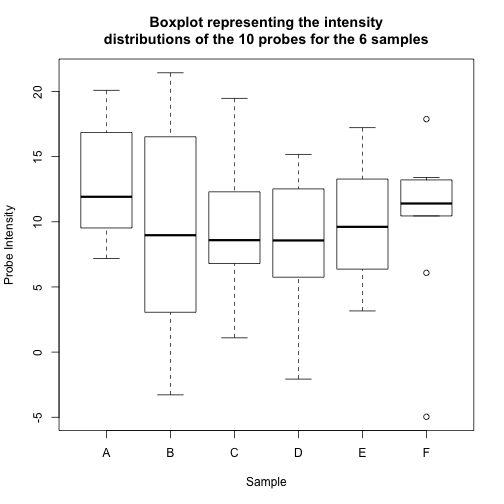 Boxplot representing the intensity
distributions of the 10 probes for the 6 samples
Probe Intensity
20
15
10
5
0
-5
A B C D E F
Sample